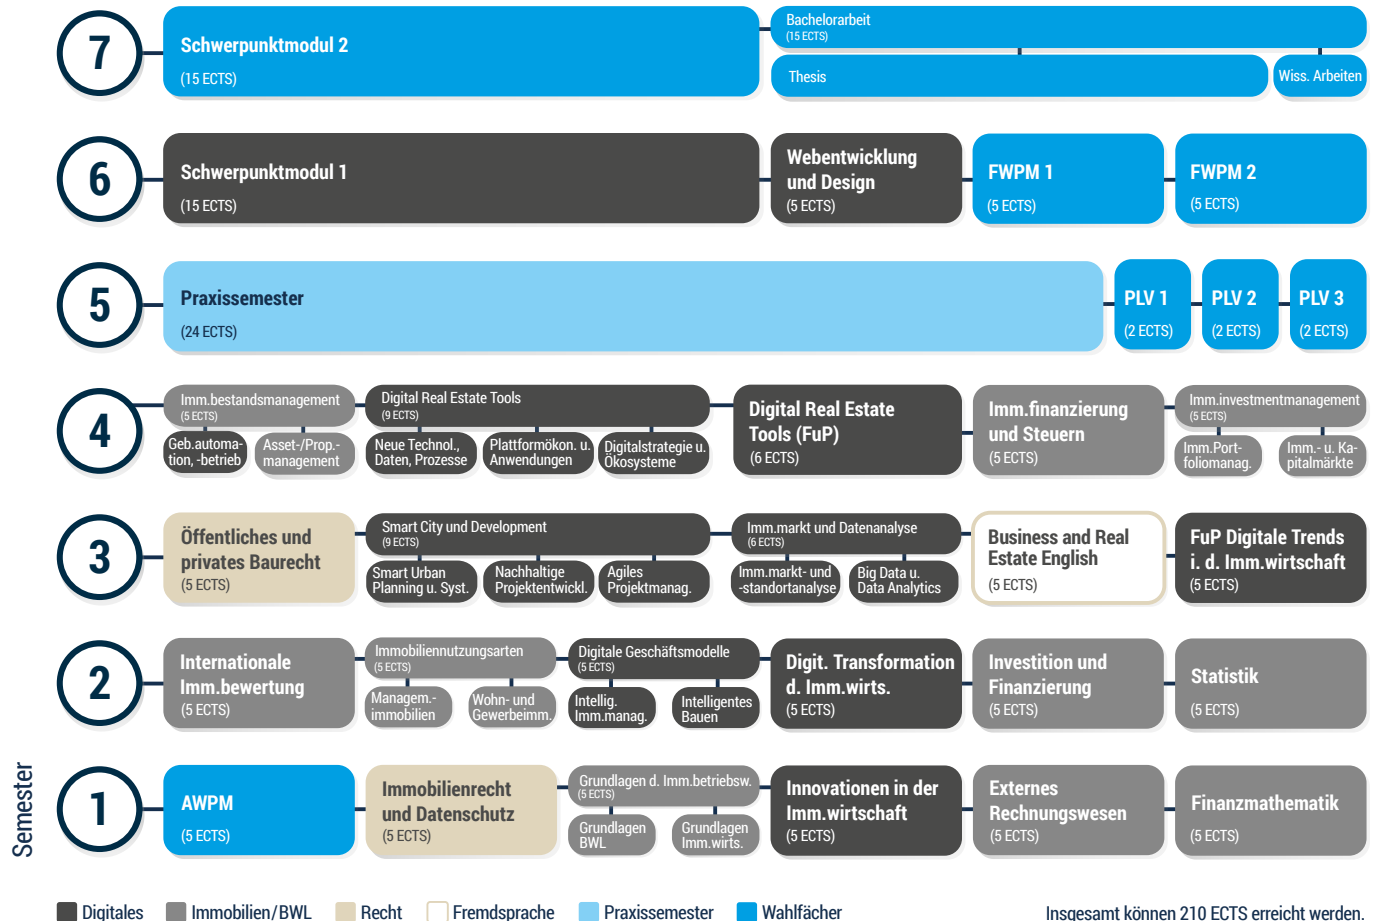 7
Schwerpunktmodul 2
(15 ECTS)
Bachelorarbeit
(15 ECTS)
Thesis
Wiss. Arbeiten
6
Schwerpunktmodul 1
(15 ECTS)
Webentwicklung
und Design
(5 ECTS)
FWPM 1
(5 ECTS)
FWPM 2
(5 ECTS)
5
Praxissemester
(24 ECTS)
PLV 1
(2 ECTS)
PLV 2
(2 ECTS)
PLV 3
(2 ECTS)
4
Imm.bestandsmanagement
(5 ECTS)
Geb.automa-
tion, -betrieb
Asset-/Prop.-
management
Digital Real Estate Tools
(9 ECTS)
Neue Technol.,
Daten, Prozesse
Plattformökon. u.
Anwendungen
Digitalstrategie u.
Ökosysteme
Digital Real Estate
Tools (FuP)
(6 ECTS)
Imm.finanzierung
und Steuern
(5 ECTS)
Imm.investmentmanagement
(5 ECTS)
Imm.Port-
foliomanag.
Imm.- u. Ka-
pitalmärkte
3
Öffentliches und
privates Baurecht
(5 ECTS)
Smart City und Development
(9 ECTS)
Smart Urban
Planning u. Syst.
Nachhaltige
Projektentwickl.
Agiles
Projektmanag.
Imm.markt und Datenanalyse
(6 ECTS)
Imm.markt- und
-standortanalyse
Big Data u.
Data Analytics
Business and Real
Estate English
(5 ECTS)
FuP Digitale Trends
i. d. Imm.wirtschaft
(5 ECTS)
2
Internationale
Imm.bewertung
(5 ECTS)
Immobiliennutzungsarten
(5 ECTS)
Managem.-
immobilien
Wohn- und
Gewerbeimm.
Digitale Geschäftsmodelle
(5 ECTS)
Intellig.
Imm.manag.
Intelligentes
Bauen
Digit. Transformation
d. Imm.wirts.
(5 ECTS)
Investition und
Finanzierung
(5 ECTS)
Statistik
(5 ECTS)
Semester
1
AWPM
(5 ECTS)
Immobilienrecht
und Datenschutz
(5 ECTS)
Grundlagen d. Imm.betriebsw.
(5 ECTS)
Grundlagen
BWL
Grundlagen
Imm.wirts.
Innovationen in der
Imm.wirtschaft
(5 ECTS)
Externes
Rechnungswesen
(5 ECTS)
Finanzmathematik
(5 ECTS)
Digitales
Immobilien/BWL
Recht
Fremdsprache
Praxissemester
Wahlfächer
Insgesamt können 210 ECTS erreicht werden.